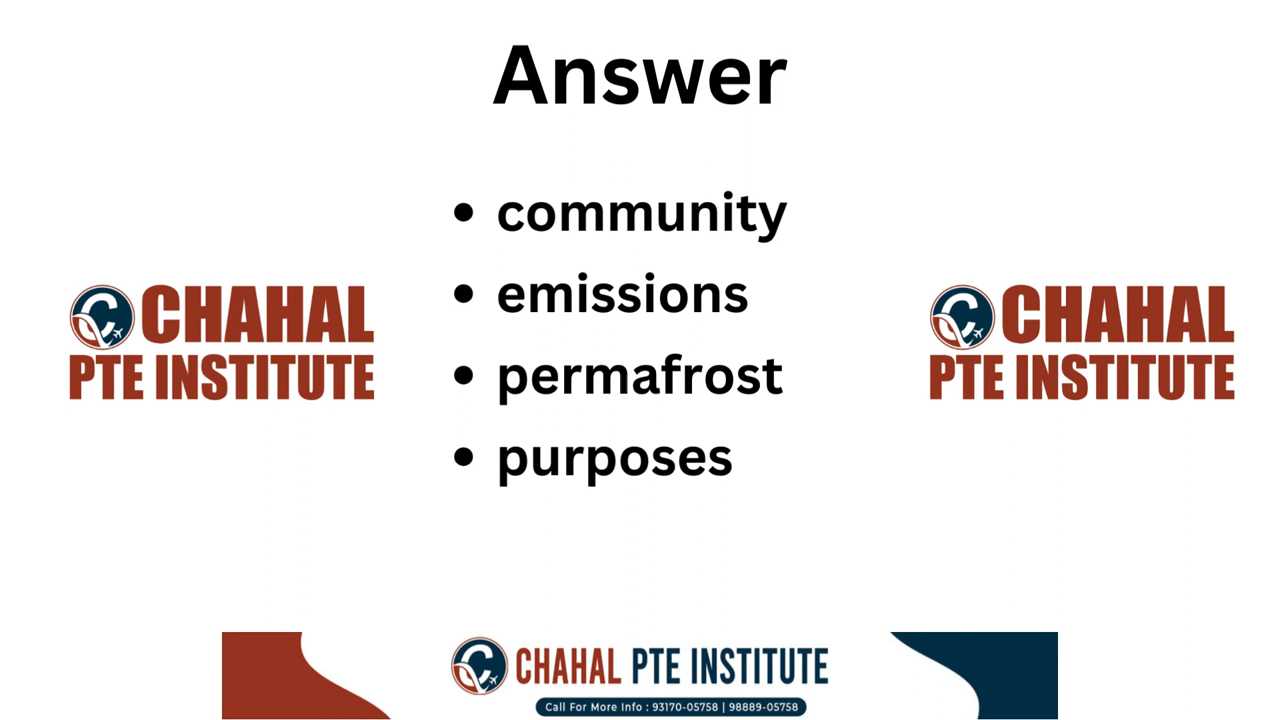 Answer
• community
• emissions
• permafrost
• purposes
CHAHAL
PTE INSTITUTE
CHAHAL
PTE INSTITUTE
CHAHAL PTE INSTITUTE
Call For More Info : 93170-05758 | 98889-05758